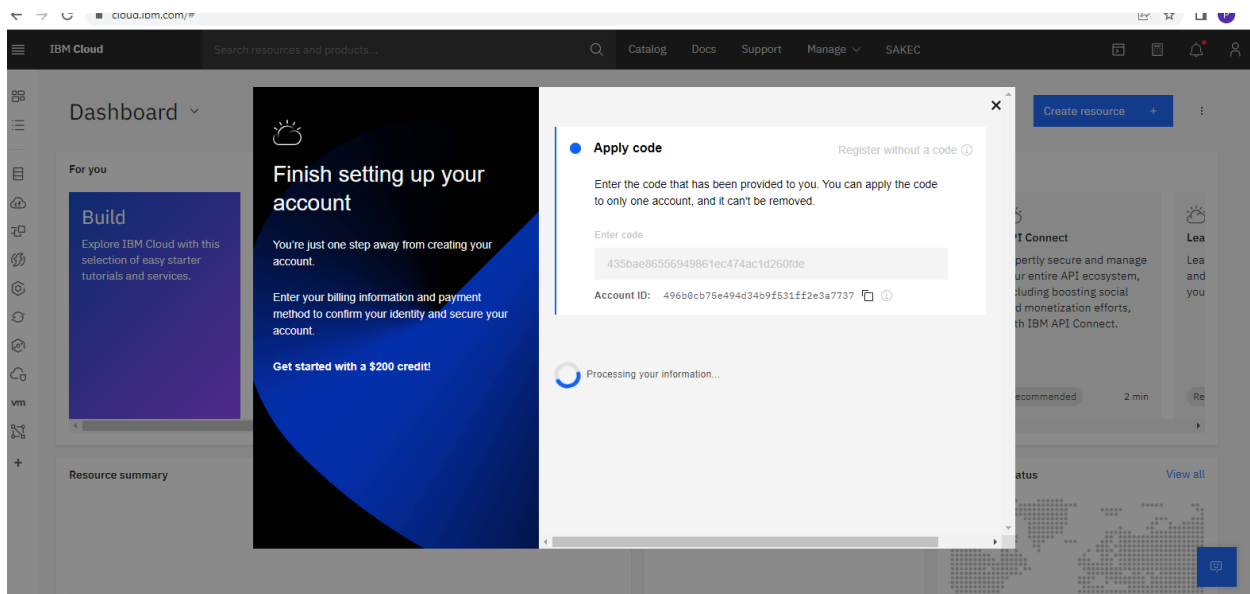 cloud.ibm.com/#
P
IBM Cloud
Search resources and products...
Catalog
Docs
Support
Manage
SAKEC
Dashboard
Create resource +
For you
Build
Explore IBM Cloud with this
selection of easy starter
tutorials and services.
vm
Finish setting up your
account
You're just one step away from creating your
account.
Enter your billing information and payment
method to confirm your identity and secure your
account.
Get started with a $200 credit!
Apply code
Register without a code
Enter the code that has been provided to you. You can apply the code
to only one account, and it can't be removed.
Enter code
435bae86556949861ec474ac1d260fde
Account ID: 496b0cb75e494d34b9f531ff2e3a7737
Processing your information...
PI Connect
pertly secure and manage
ur entire API ecosystem,
cluding boosting social
d monetization efforts,
th IBM API Connect.
ecommended
2 min
Lea
Lea
and
you
Re
Resource summary
atus
View all